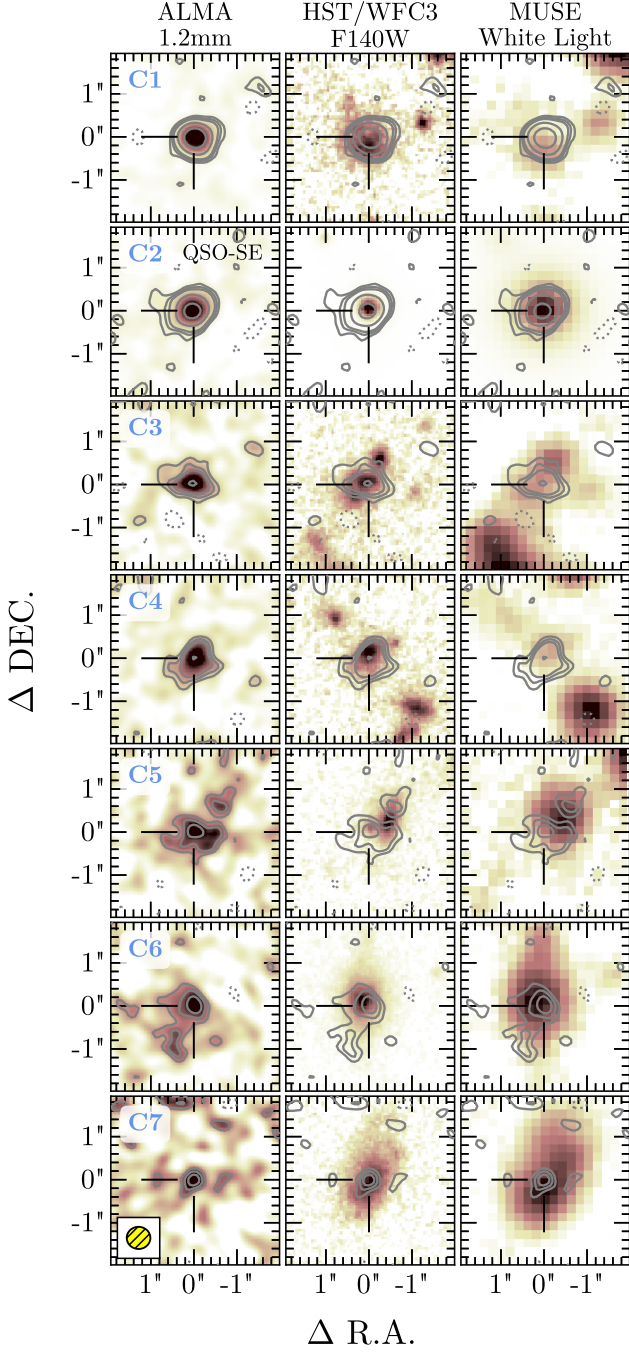 ALMA
1.2mm
HST/WFC3
F140W
MUSE
White Light
C1
1"
0"
-1"
C2
QSO-SE
1"
0"
-1"
C3
1"
0"
-1"
C4
1"
0"
-1"
C5
1"
0"
-1"
C6
1"
0"
-1"
C7
1"
0"
-1"
Δ DEC.
1" 0" -1" 1" 0" -1" 1" 0" -1"
Δ R.A.